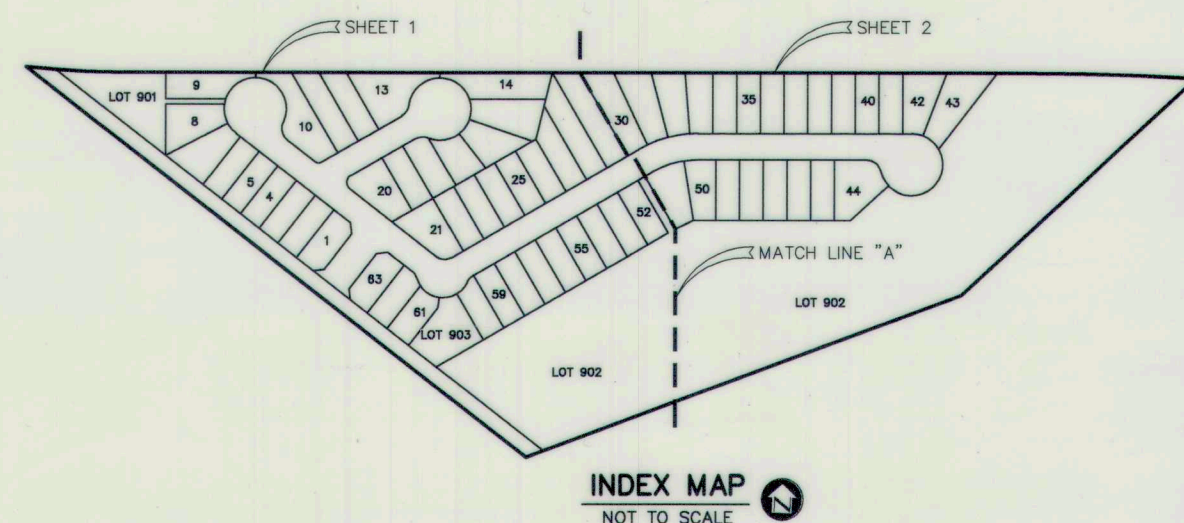 SHEET 1
SHEET 2
LOT 901
9
8
10
13
14
30
35
40
42
43
5
4
1
20
21
25
50
44
52
55
59
63
61
LOT 903
MATCH LINE "A"
LOT 902
LOT 902
INDEX MAP
N
NOT TO SCALE